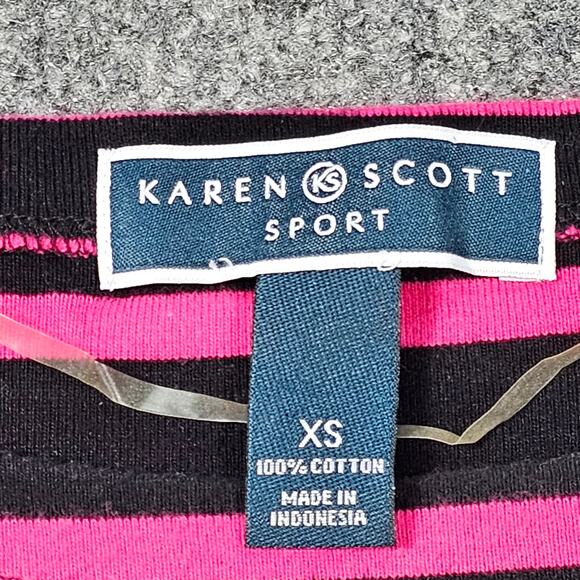 KAREN KS SCOTT
SPORT
XS
100% COTTON
MADE IN
INDONESIA